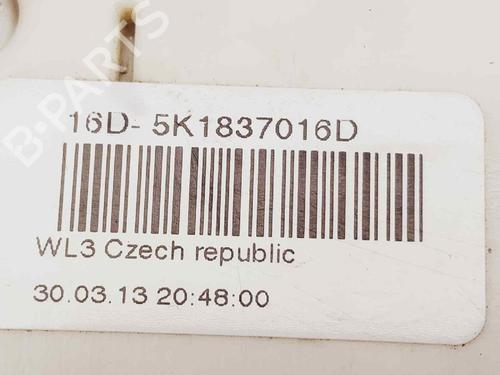 16D- 5K1837016D
WL3 Czech republic
30.03.13 20:48:00
B-PARTS